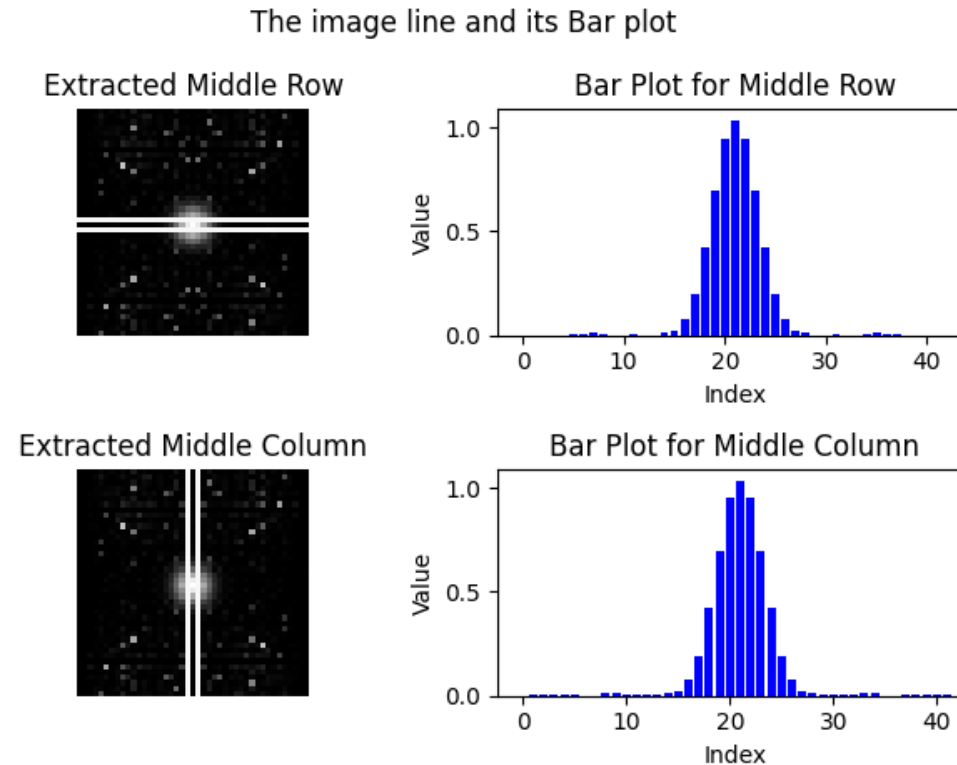 The image line and its Bar plot
Extracted Middle Row
Bar Plot for Middle Row
1.0
0.5
0.0
Value
0 10 20 30 40
Index
Extracted Middle Column
Bar Plot for Middle Column
1.0
0.5
0.0
Value
0 10 20 30 40
Index